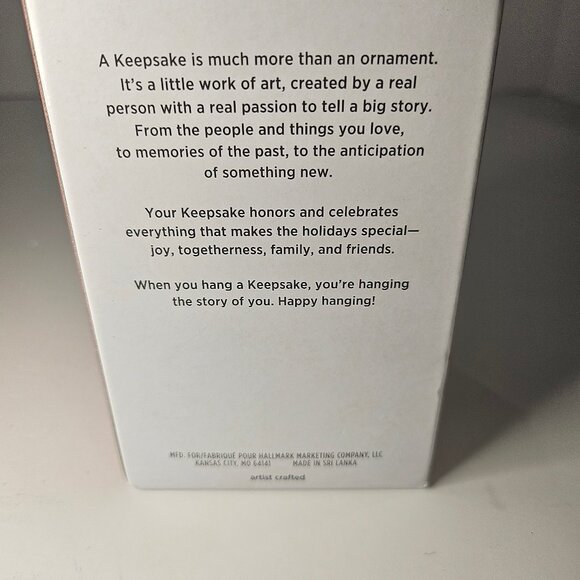 A Keepsake is much more than an ornament.
It's a little work of art, created by a real
person with a real passion to tell a big story.
From the people and things you love,
to memories of the past, to the anticipation
of something new.
Your Keepsake honors and celebrates
everything that makes the holidays special—
joy, togetherness, family, and friends.
When you hang a Keepsake, you're hanging
the story of you. Happy hanging!
MFD. FOR/FABRIQUÉ POUR HALLMARK MARKETING COMPANY, LLC
KANSAS CITY, MO 64141 MADE IN SRI LANKA
artist crafted